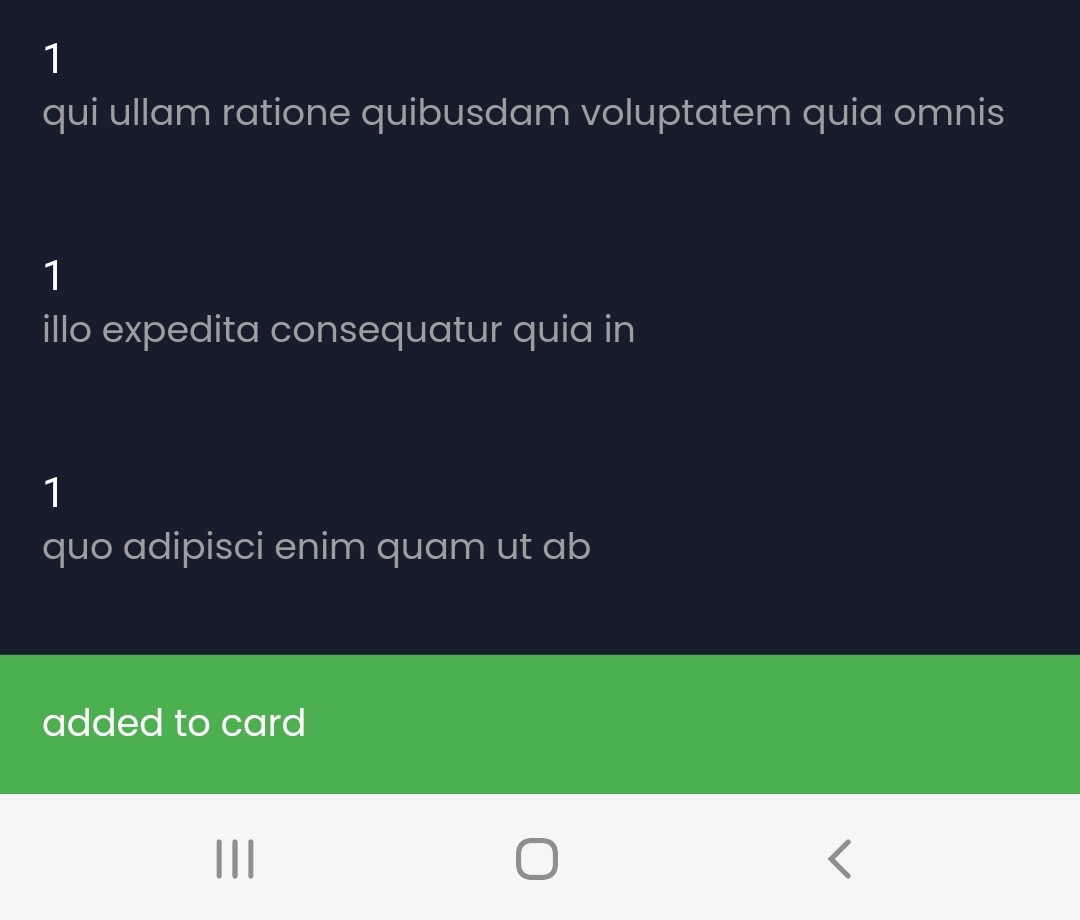 1
qui ullam ratione quibusdam voluptatem quia omnis
1
illo expedita consequatur quia in
1
quo adipisci enim quam ut ab
added to card